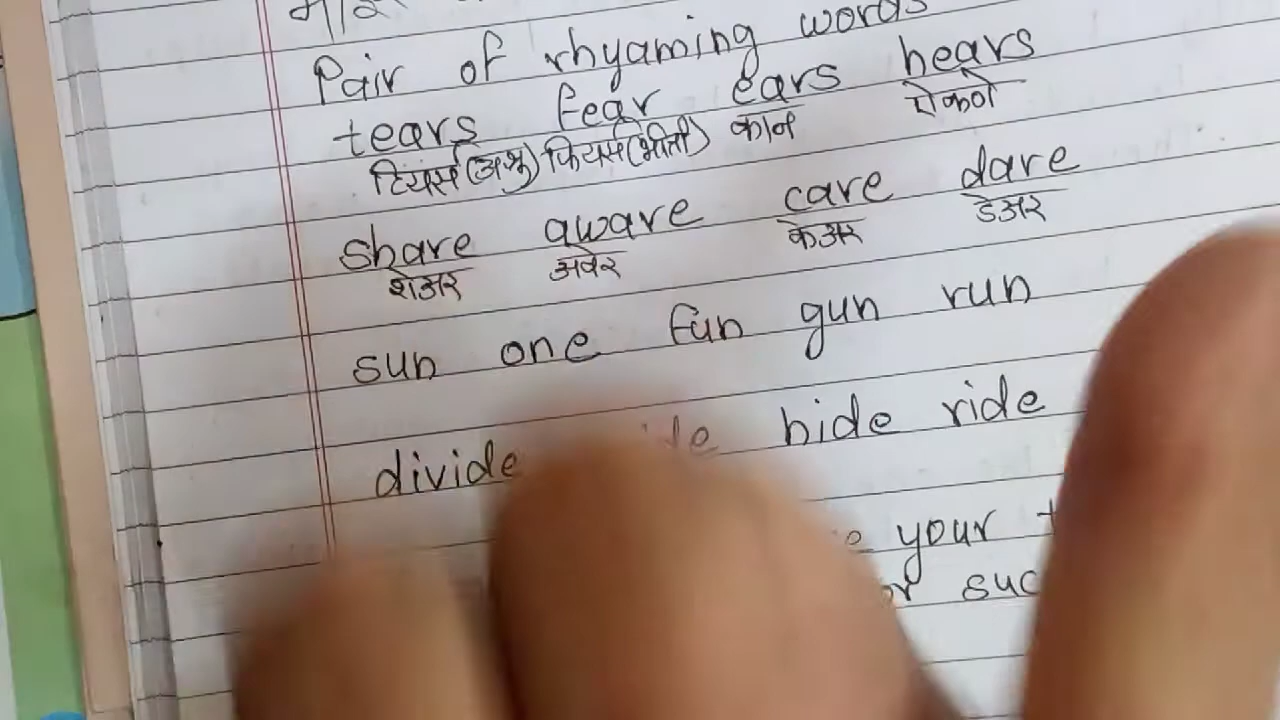 Pair of rhyaming words
tears fear ears hears
टियर्स(अश्रु) फियर्स(भीती) कान ऐकणे
share aware care dare
शेअर अवेर केअर डेअर
sun one fun gun run
divide hide ride
your
suc